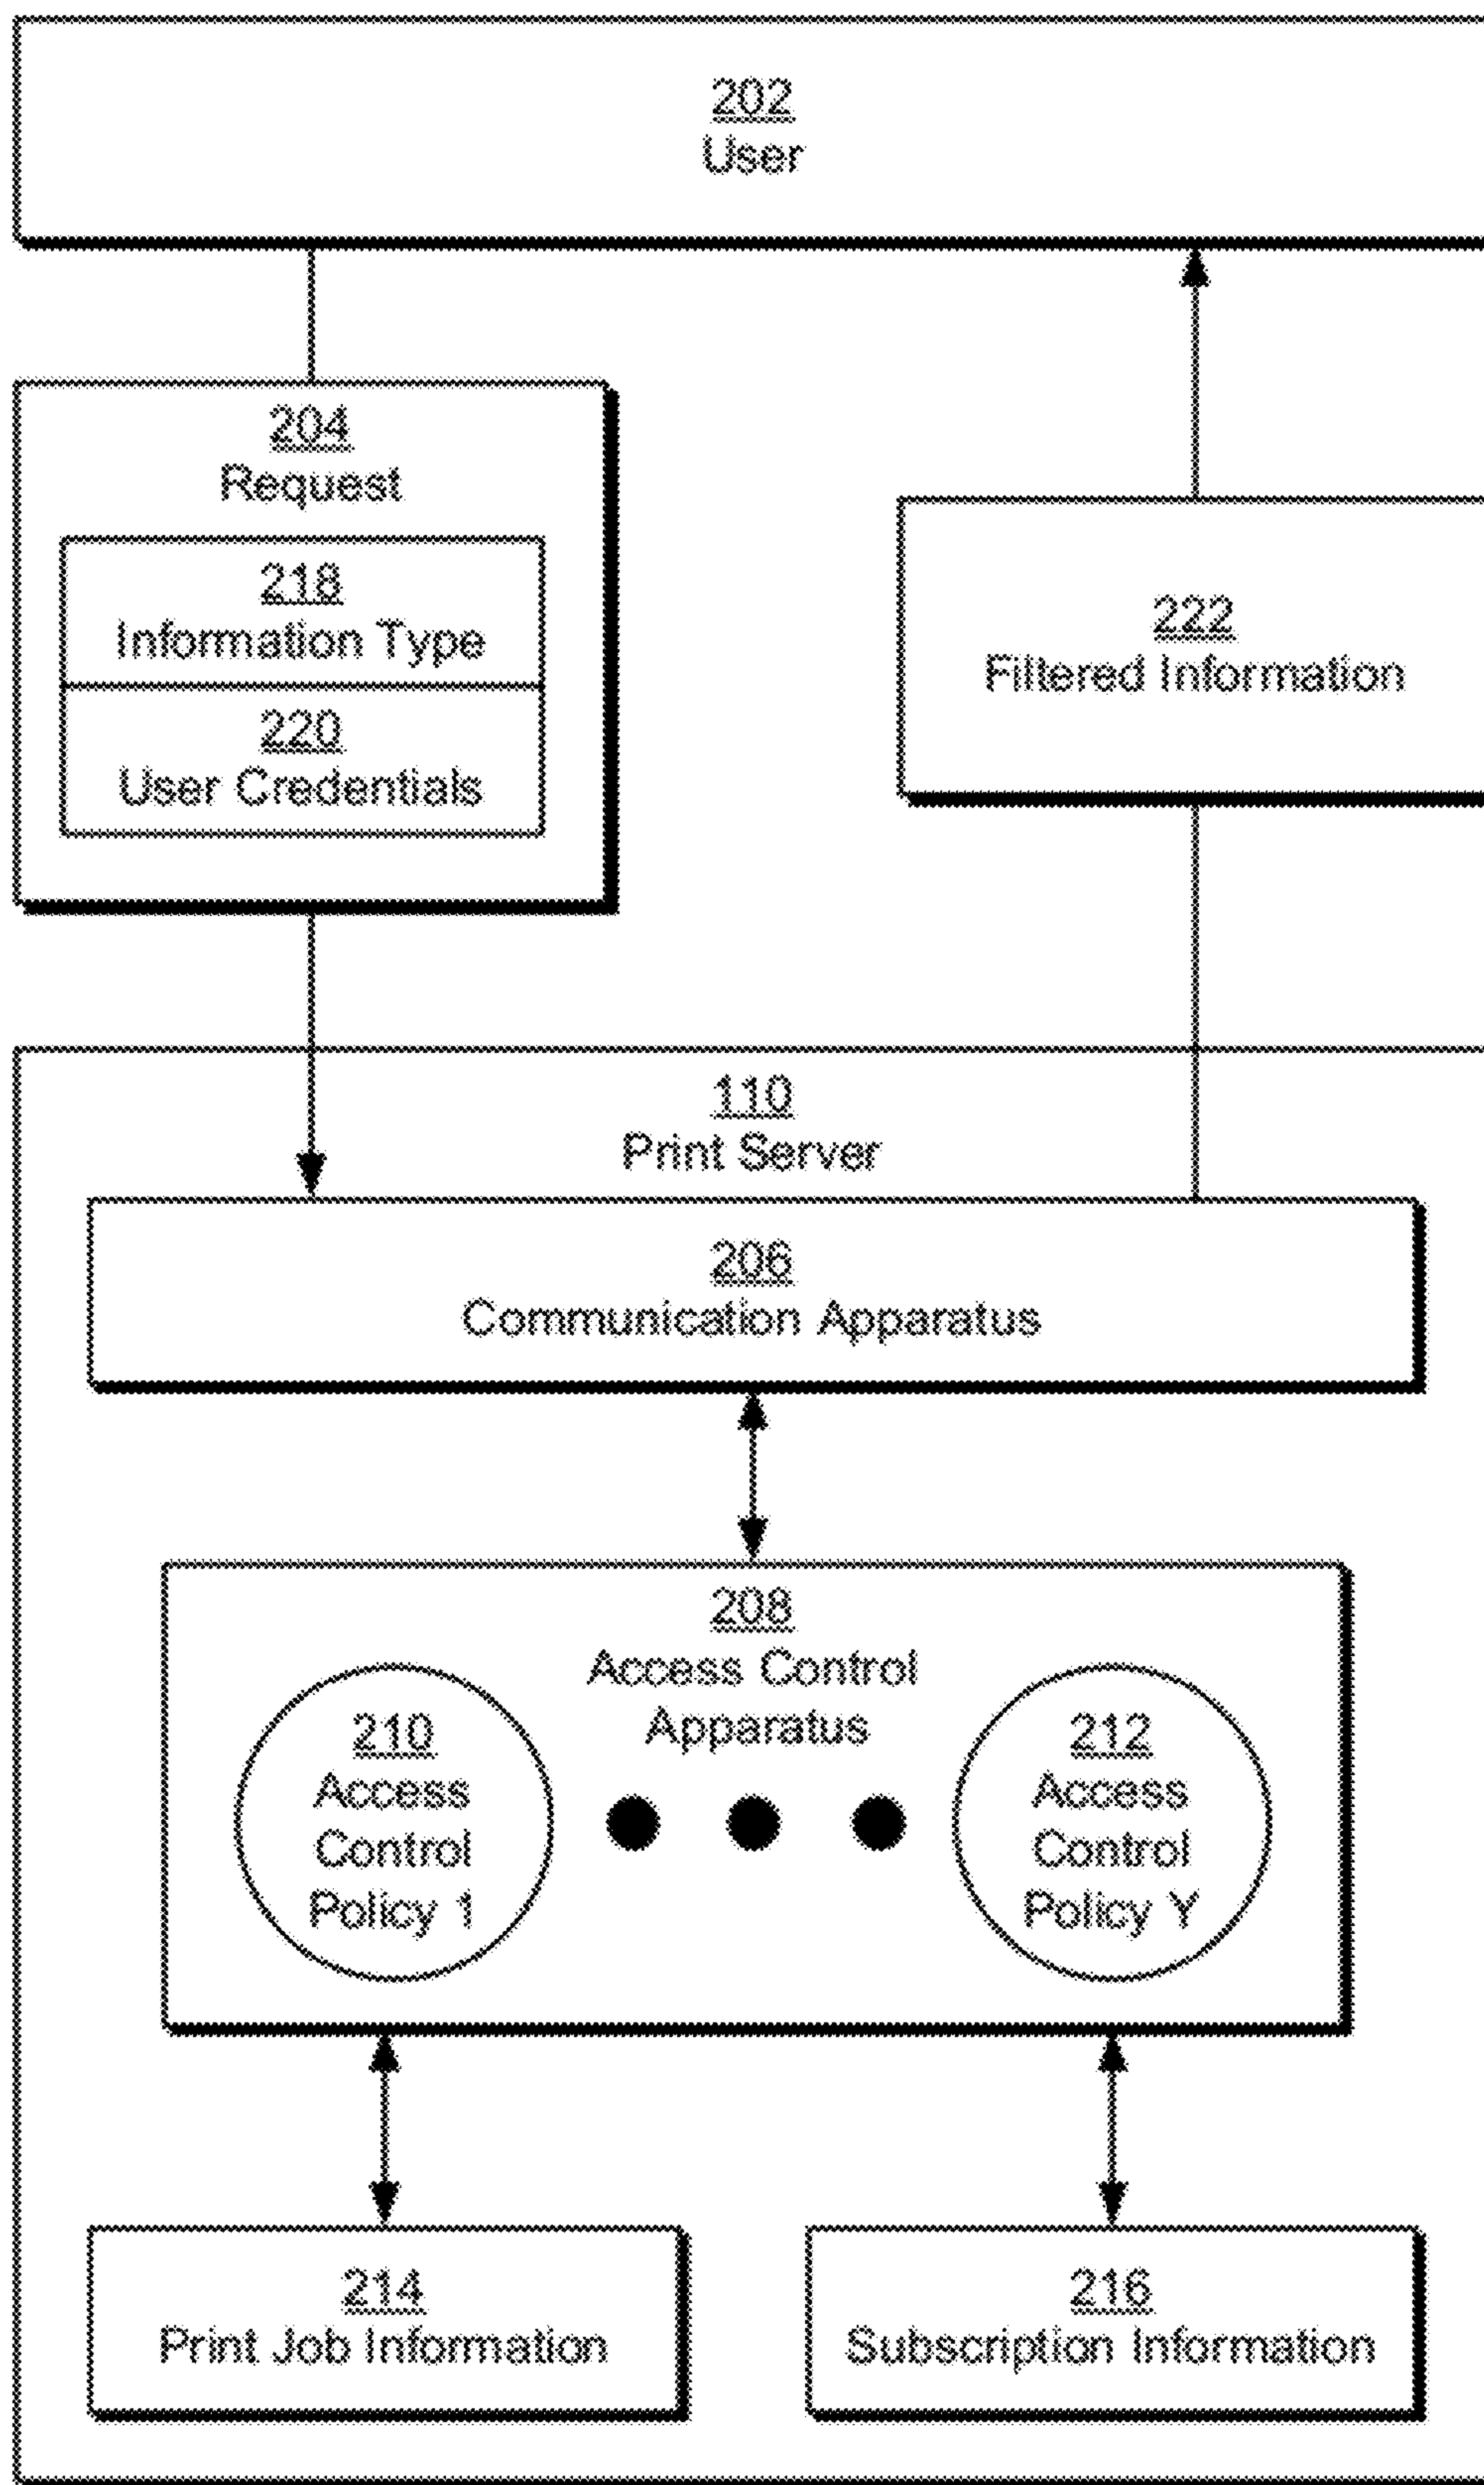 202
User
204
Request
218
Information Type
220
User Credentials
222
Filtered Information
110
Print Server
206
Communication Apparatus
208
Access Control
Apparatus
210
Access
Control
Policy 1
212
Access
Control
Policy Y
214
Print Job Information
216
Subscription Information